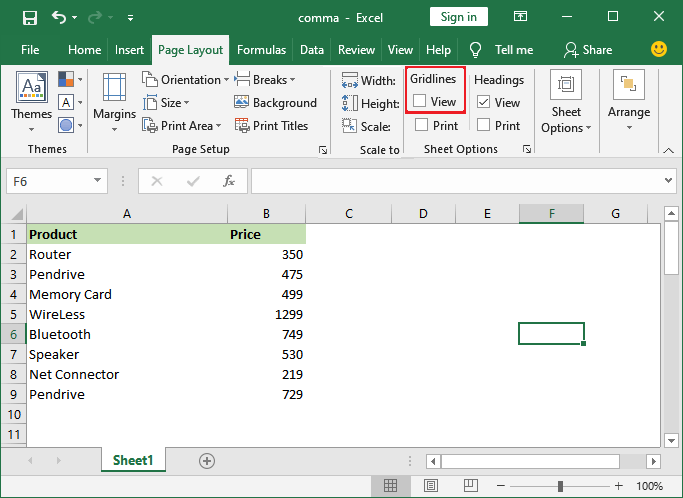 comma - Excel
Sign in
File Home Insert Page Layout Formulas Data Review View Help Tell me Share
Themes
Aa
A
Themes
Margins
Orientation
Size
Print Area
Breaks
Background
Print Titles
Page Setup
Width:
Height:
Scale:
Scale to
Gridlines
View
Print
Headings
View
Print
Sheet Options
Sheet
Options
Arrange
F6 fx
A B C D E F G
1 Product Price
2 Router 350
3 Pendrive 475
4 Memory Card 499
5 WireLess 1299
6 Bluetooth 749
7 Speaker 530
8 Net Connector 219
9 Pendrive 729
10
11
Sheet1
100%